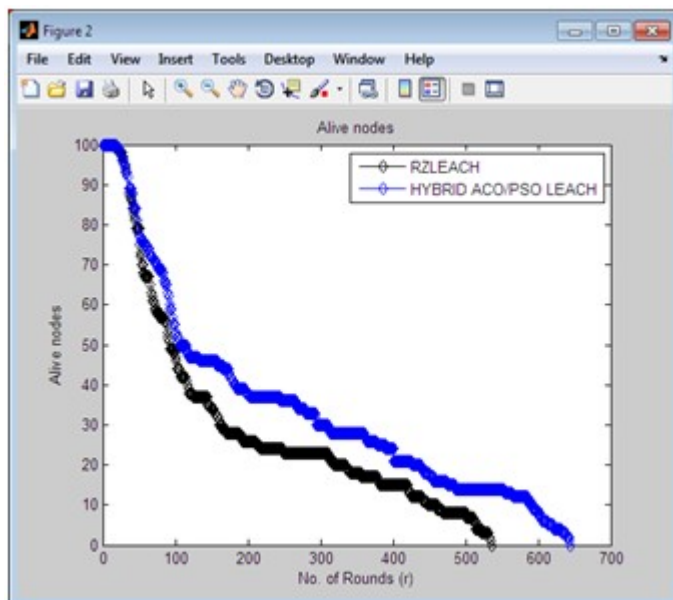 Figure 2
File Edit View Insert Tools Desktop Window Help
Alive nodes
RZLEACH
HYBRID ACO/PSO LEACH
Alive nodes
100
90
80
70
60
50
40
30
20
10
0
0 100 200 300 400 500 600 700
No. of Rounds (r)